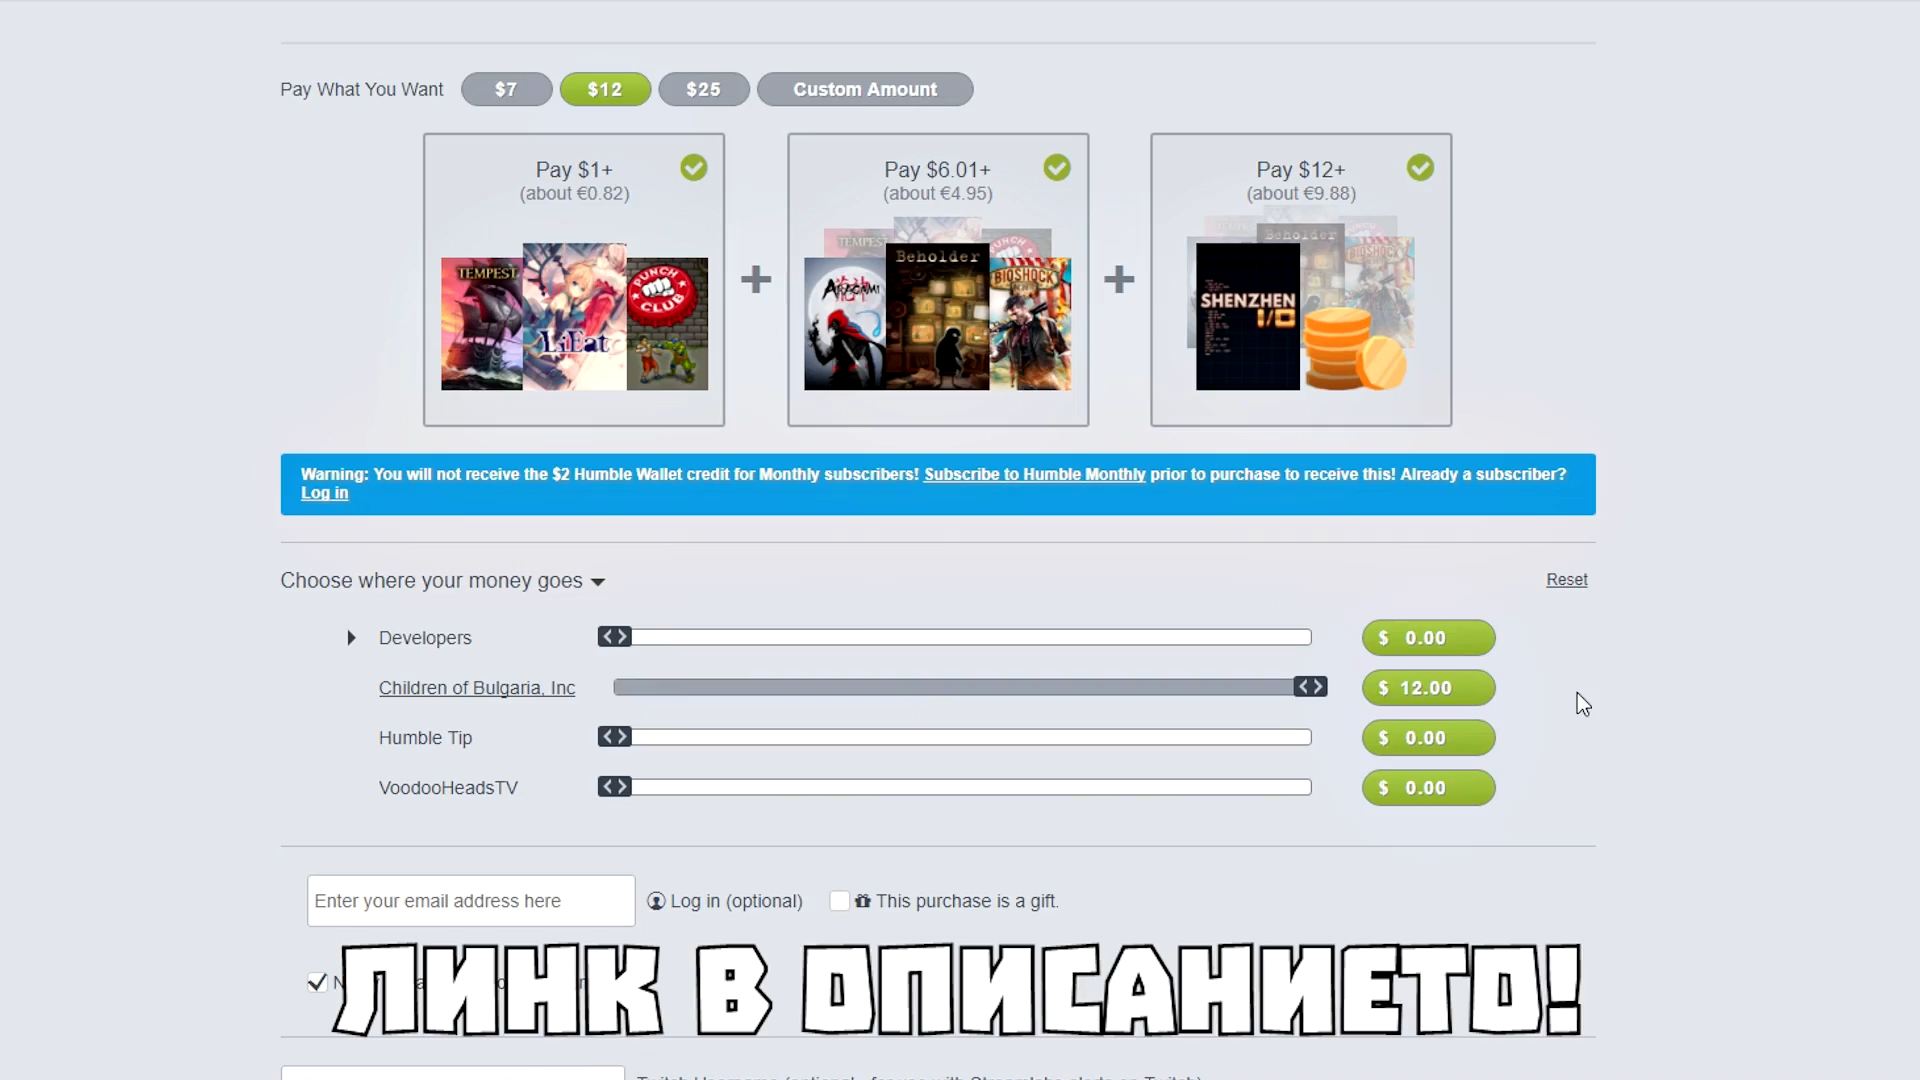 Pay What You Want $7 $12 $25 Custom Amount
Pay $1+
(about €0.82)
TEMPEST
LiEat
PUNCH
CLUB
Pay $6.01+
(about €4.95)
TEMPEST
Beholder
BIOSHOCK
Pay $12+
(about €9.88)
Beholder
BIOSHOCK
SHENZHEN
I/O
Warning: You will not receive the $2 Humble Wallet credit for Monthly subscribers! Subscribe to Humble Monthly prior to purchase to receive this! Already a subscriber?
Log in
Choose where your money goes
Reset
Developers $ 0.00
Children of Bulgaria, Inc $ 12.00
Humble Tip $ 0.00
VoodooHeadsTV $ 0.00
Enter your email address here Log in (optional) This purchase is a gift.
ЛИНК В ОПИСАНИЕТО!